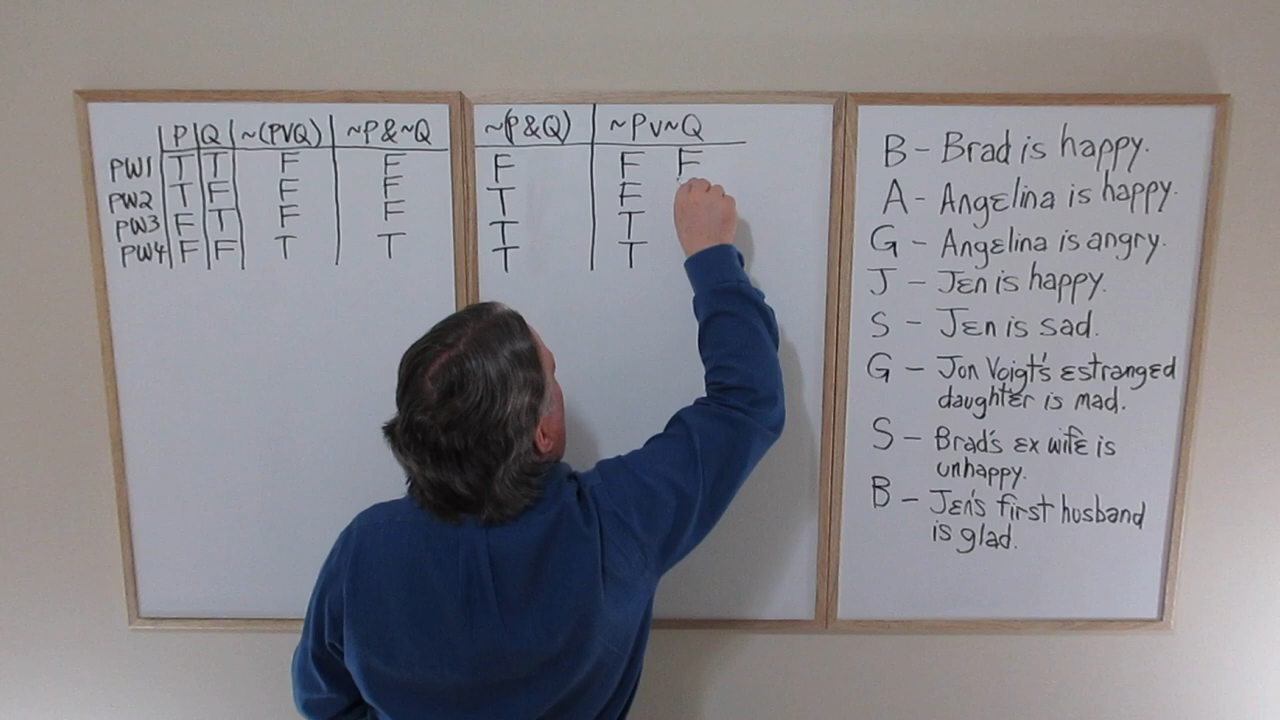 P Q ~(PVQ) ~P & ~Q
PW1 T T F F
PW2 T F F F
PW3 F T F F
PW4 F F T T
~(P & Q) ~PV~Q
F F F
T F
T T
T T
B - Brad is happy.
A - Angelina is happy.
G - Angelina is angry.
J - Jen is happy.
S - Jen is sad.
G - Jon Voigt's estranged
daughter is mad.
S - Brad's ex wife is
unhappy.
B - Jen's first husband
is glad.